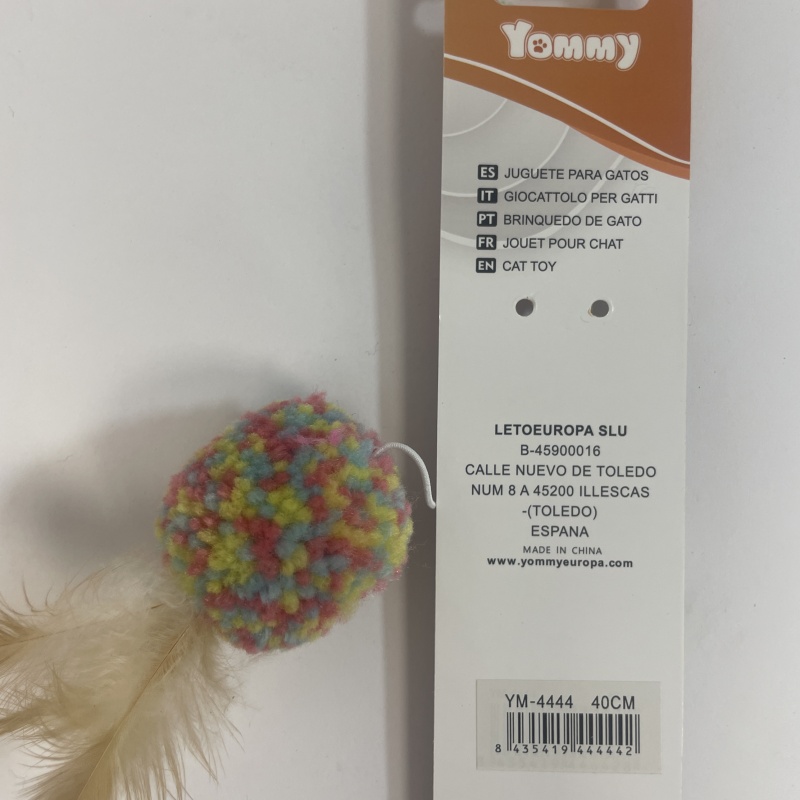 Yommy
ES JUGUETE PARA GATOS
IT GIOCATTOLO PER GATTI
PT BRINQUEDO DE GATO
FR JOUET POUR CHAT
EN CAT TOY
LETOEUROPA SLU
B-45900016
CALLE NUEVO DE TOLEDO
NUM 8 A 45200 ILLESCAS
-(TOLEDO)
ESPANA
MADE IN CHINA
www.yommyeuropa.com
YM-4444 40CM
8 435419 444442